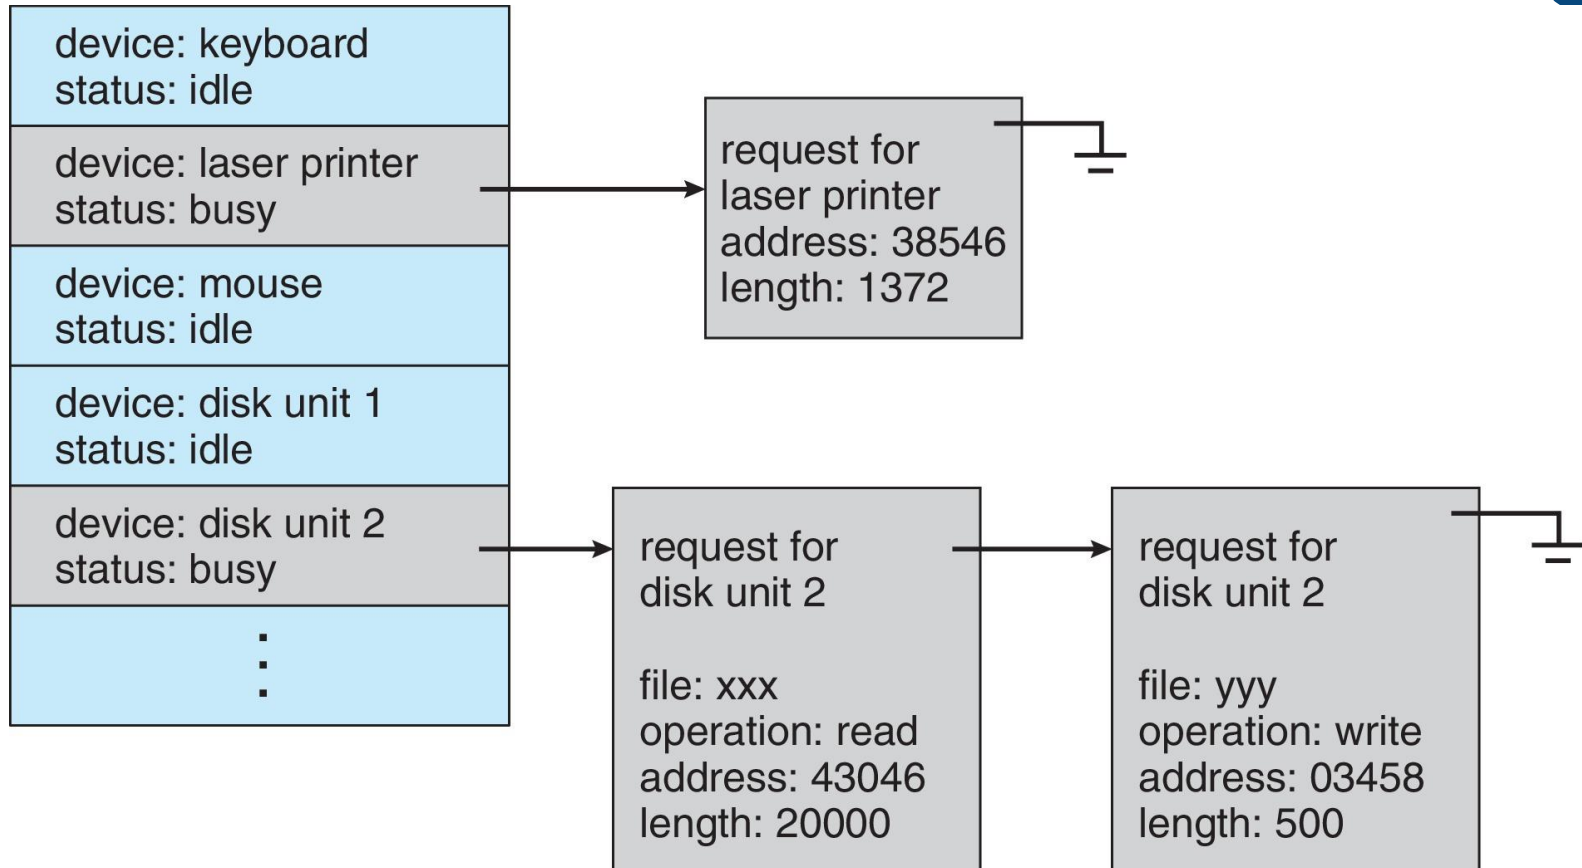 device: keyboard
status: idle
device: laser printer
status: busy
device: mouse
status: idle
device: disk unit 1
status: idle
device: disk unit 2
status: busy
request for
laser printer
address: 38546
length: 1372
request for
disk unit 2
file: xxx
operation: read
address: 43046
length: 20000
request for
disk unit 2
file: yyy
operation: write
address: 03458
length: 500